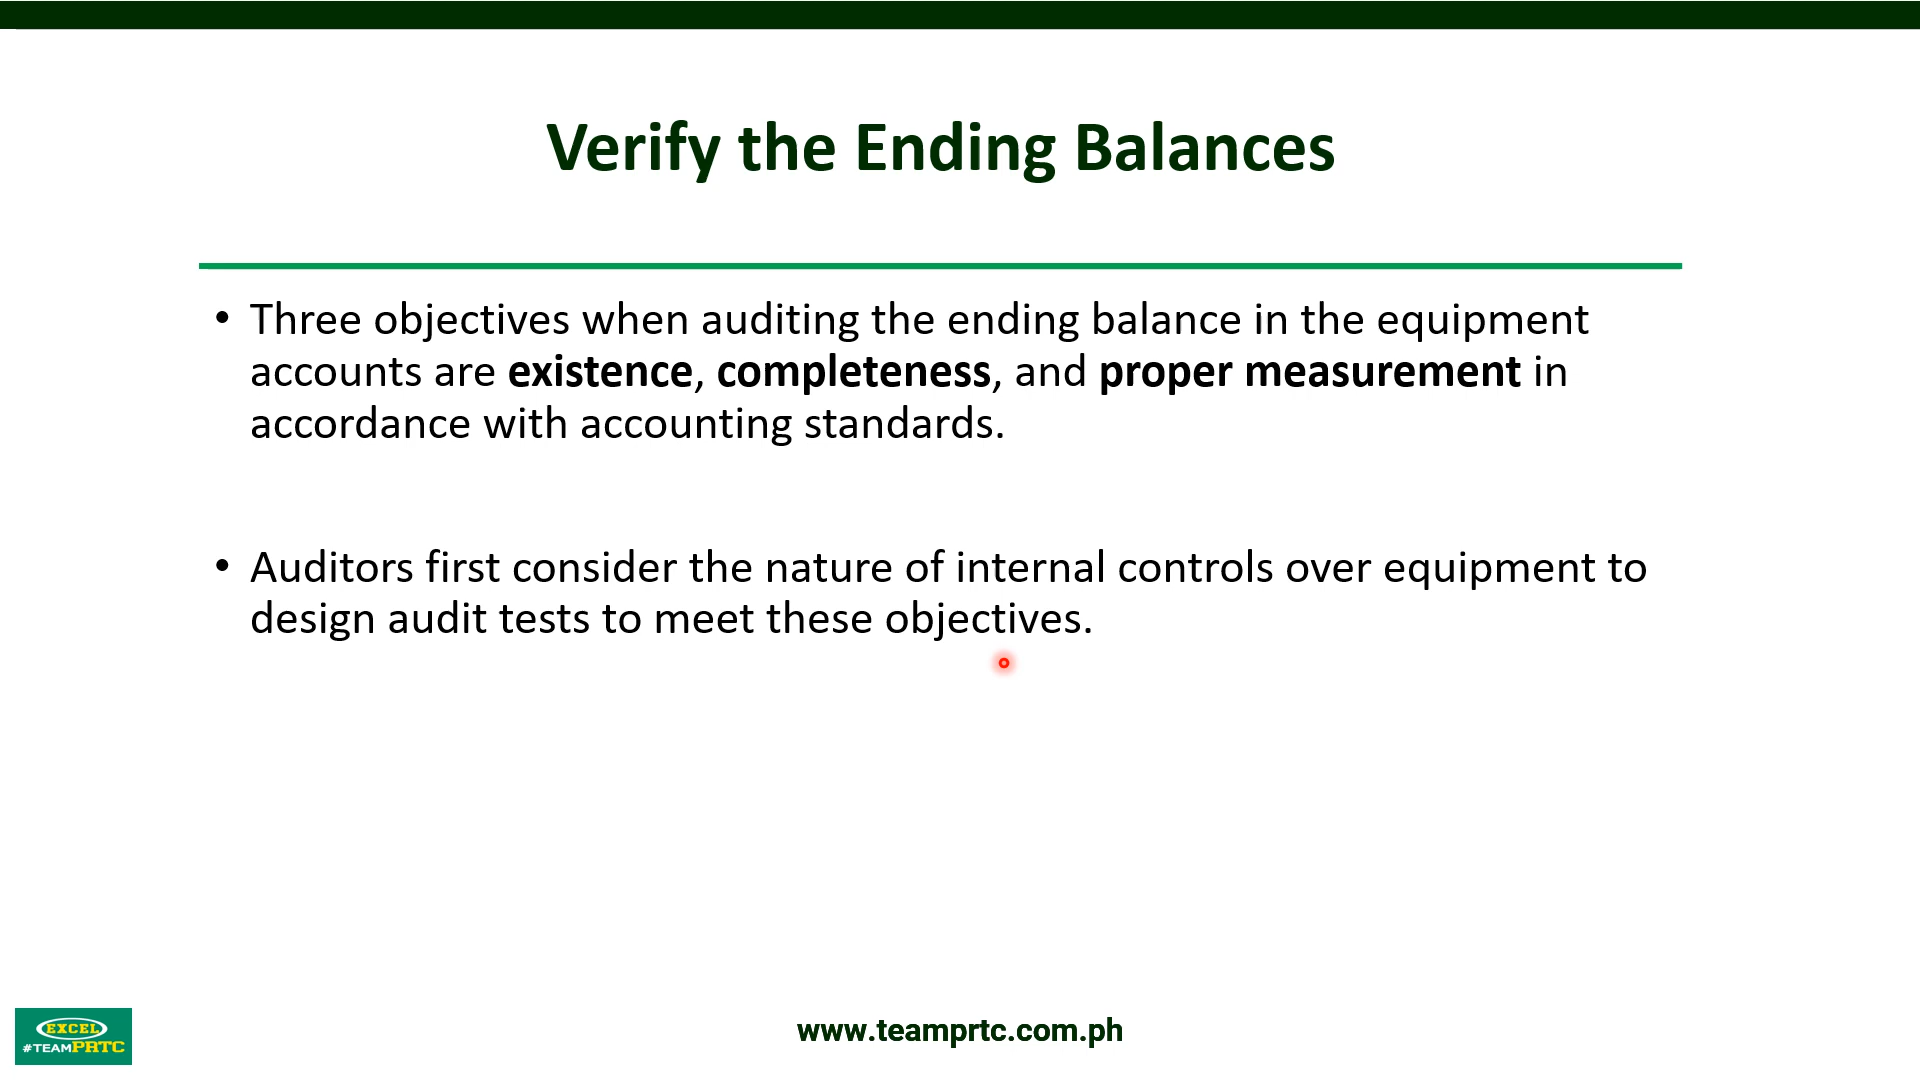 Verify the Ending Balances
• Three objectives when auditing the ending balance in the equipment
accounts are existence, completeness, and proper measurement in
accordance with accounting standards.
• Auditors first consider the nature of internal controls over equipment to
design audit tests to meet these objectives.
EXCEL
#TEAMPRTC
www.teamprtc.com.ph